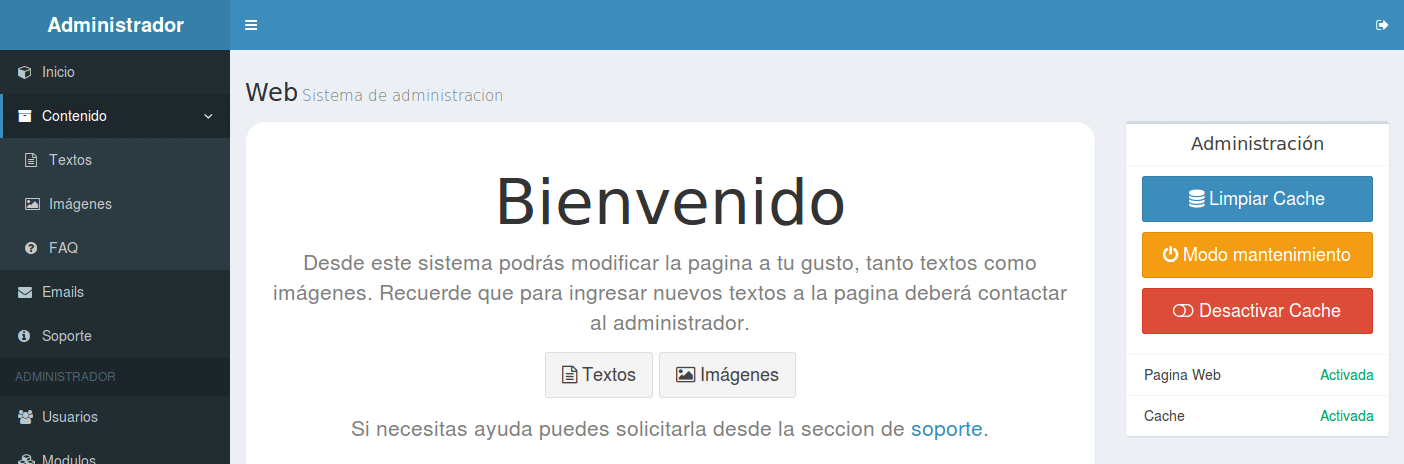 Administrador
Inicio
Contenido
Textos
Imágenes
FAQ
Emails
Soporte
ADMINISTRADOR
Usuarios
Modulos
Web Sistema de administracion
Bienvenido
Desde este sistema podrás modificar la pagina a tu gusto, tanto textos como
imágenes. Recuerde que para ingresar nuevos textos a la pagina deberá contactar
al administrador.
Textos Imágenes
Si necesitas ayuda puedes solicitarla desde la seccion de soporte.
Administración
Limpiar Cache
Modo mantenimiento
Desactivar Cache
Pagina Web Activada
Cache Activada